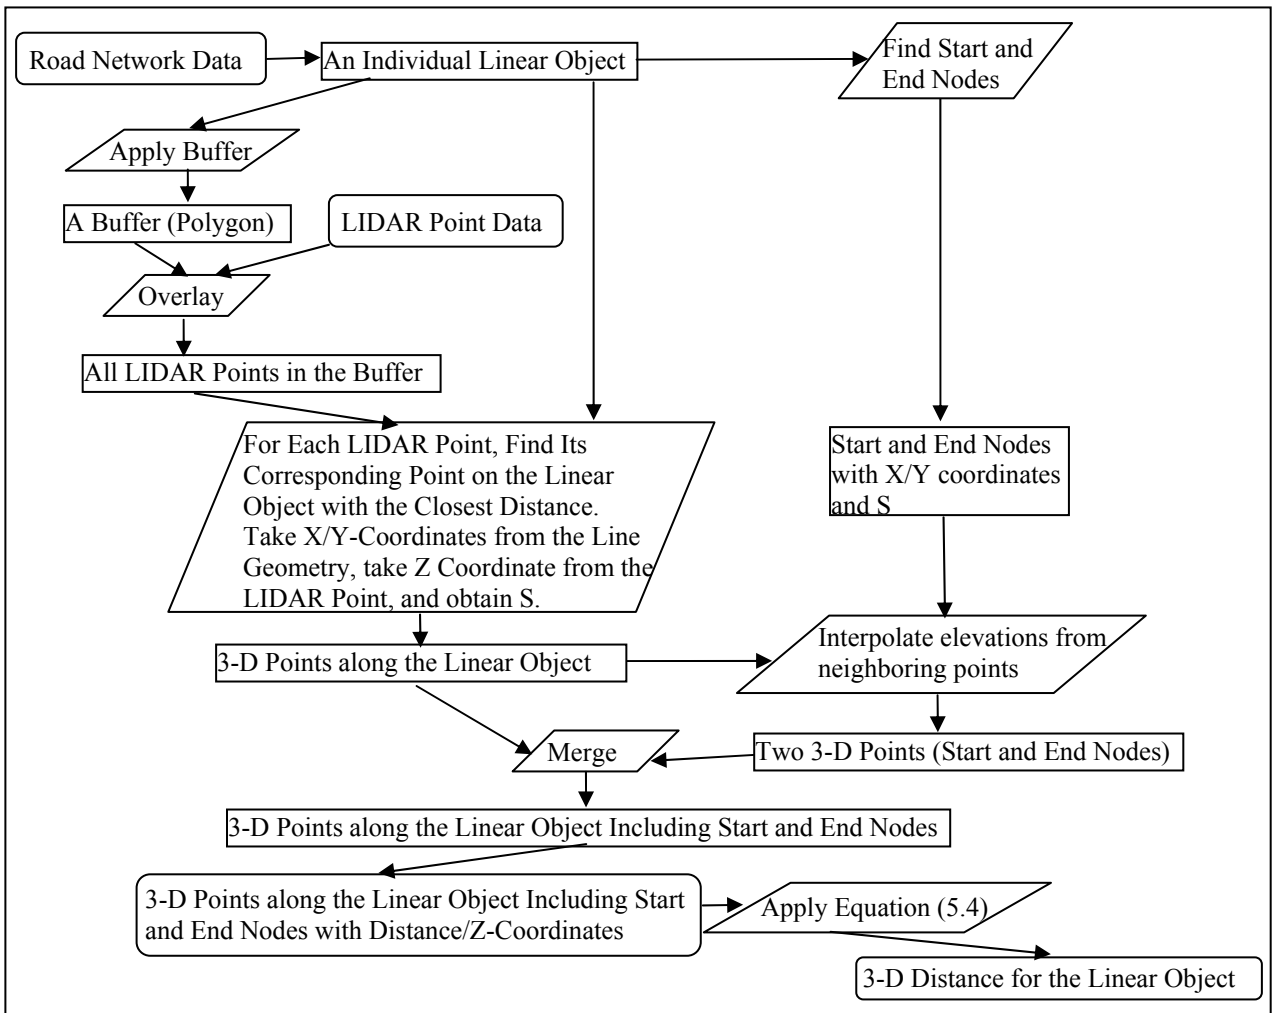 Road Network Data
An Individual Linear Object
Find Start and
End Nodes
Apply Buffer
A Buffer (Polygon)
LIDAR Point Data
Overlay
All LIDAR Points in the Buffer
For Each LIDAR Point, Find Its
Corresponding Point on the Linear
Object with the Closest Distance.
Take X/Y-Coordinates from the Line
Geometry, take Z Coordinate from the
LIDAR Point, and obtain S.
Start and End Nodes
with X/Y coordinates
and S
3-D Points along the Linear Object
Interpolate elevations from
neighboring points
Merge
Two 3-D Points (Start and End Nodes)
3-D Points along the Linear Object Including Start and End Nodes
3-D Points along the Linear Object Including Start
and End Nodes with Distance/Z-Coordinates
Apply Equation (5.4)
3-D Distance for the Linear Object